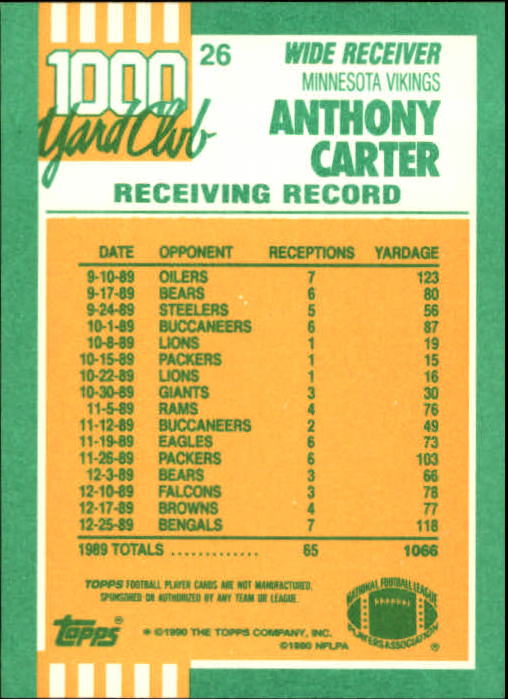 1000
Yard Club
26
WIDE RECEIVER
MINNESOTA VIKINGS
ANTHONY
CARTER
RECEIVING RECORD
DATE OPPONENT RECEPTIONS YARDAGE
9-10-89 OILERS 7 123
9-17-89 BEARS 6 80
9-24-89 STEELERS 5 56
10-1-89 BUCCANEERS 6 87
10-8-89 LIONS 1 19
10-15-89 PACKERS 1 15
10-22-89 LIONS 1 16
10-30-89 GIANTS 3 30
11-5-89 RAMS 4 76
11-12-89 BUCCANEERS 2 49
11-19-89 EAGLES 6 73
11-26-89 PACKERS 6 103
12-3-89 BEARS 3 66
12-10-89 FALCONS 3 78
12-17-89 BROWNS 4 77
12-25-89 BENGALS 7 118
1989 TOTALS .............. 65 1066
TOPPS FOOTBALL PLAYER CARDS ARE NOT MANUFACTURED,
SPONSORED OR AUTHORIZED BY ANY TEAM OR LEAGUE.
topps®
* ©1990 THE TOPPS COMPANY, INC.
©1990 NFLPA
NATIONAL FOOTBALL LEAGUE
PLAYERS ASSOCIATION ®